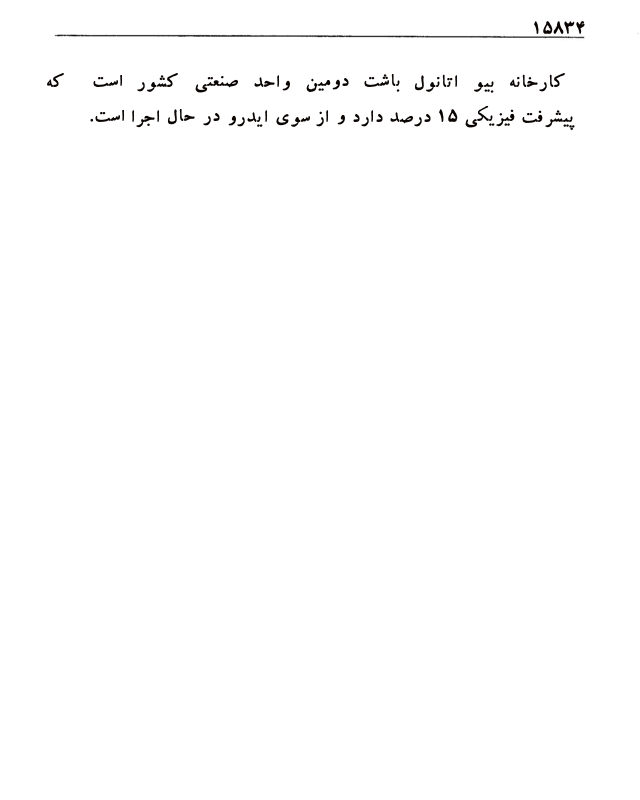 ۱۵۸۳۴
کارخانه بیو اتانول باشت دومین واحد صنعتی کشور است که
پیشرفت فیزیکی ۱۵ درصد دارد و از سوی ایدرو در حال اجرا است.